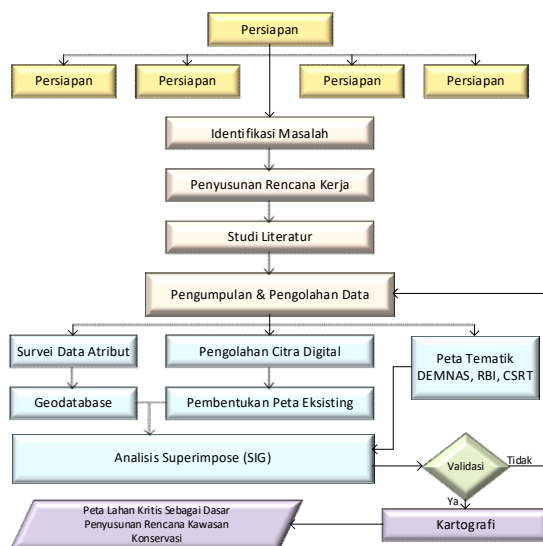 Persiapan
Persiapan
Persiapan
Persiapan
Persiapan
Identifikasi Masalah
Penyusunan Rencana Kerja
Studi Literatur
Pengumpulan & Pengolahan Data
Survei Data Atribut
Pengolahan Citra Digital
Peta Tematik
DEMNAS, RBI, CSRT
Geodatabase
Pembentukan Peta Eksisting
Analisis Superimpose (SIG)
Validasi
Tidak
Ya
Peta Lahan Kritis Sebagai Dasar
Penyusunan Rencana Kawasan
Konservasi
Kartografi